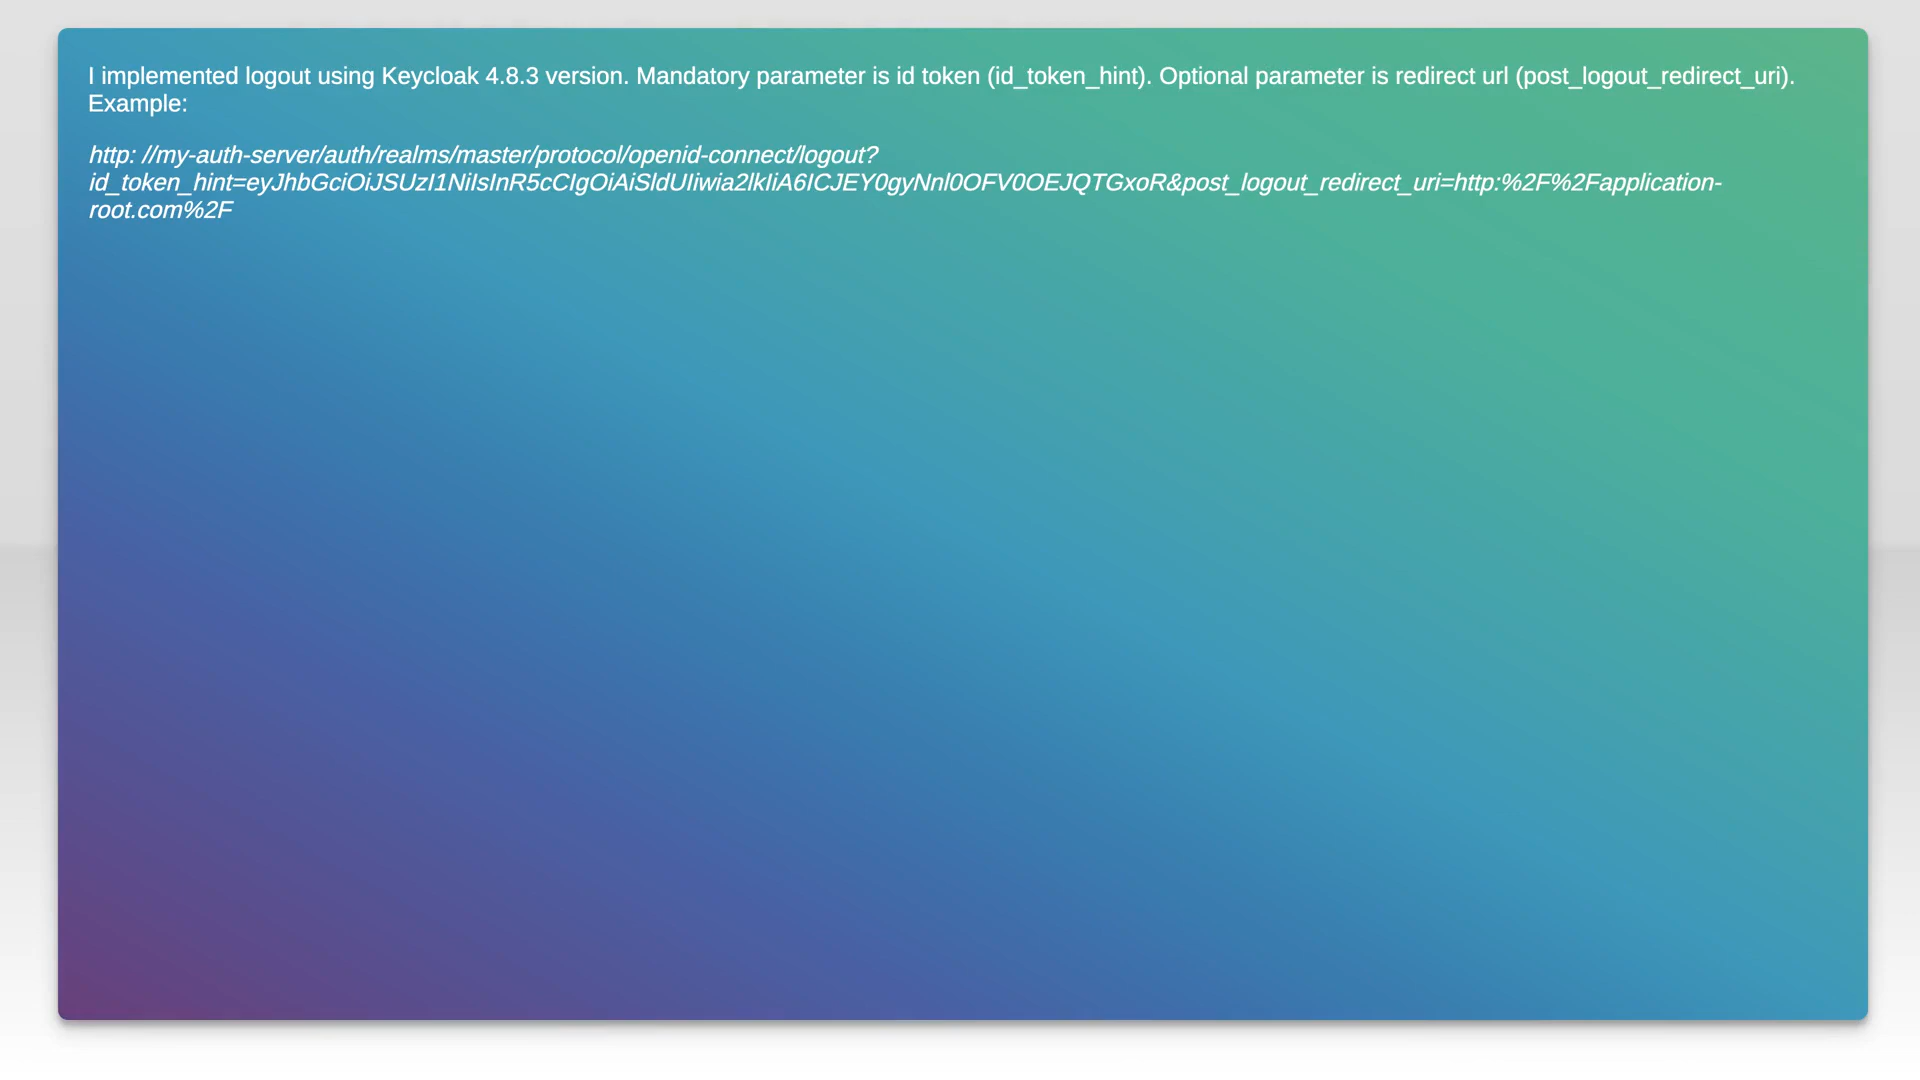 I implemented logout using Keycloak 4.8.3 version. Mandatory parameter is id token (id_token_hint). Optional parameter is redirect url (post_logout_redirect_uri).
Example:
http: //my-auth-server/auth/realms/master/protocol/openid-connect/logout?
id_token_hint=eyJhbGciOiJSUzI1NiIsInR5cCIgOiAiSldUIiwia2lkIiA6ICJEY0gyNnl0OFV0OEJQTGxoR&post_logout_redirect_uri=http:%2F%2Fapplication-
root.com%2F